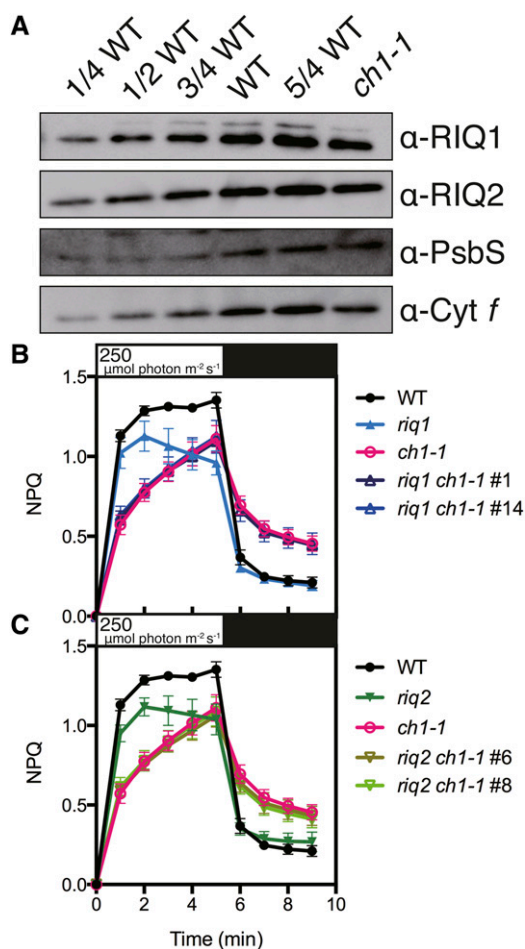 A
1/4 WT
1/2 WT
3/4 WT
WT
5/4 WT
ch1-1
α-RIQ1
α-RIQ2
α-PsbS
α-Cyt f
B
250
μmol photon m⁻² s⁻¹
1.5
1.0
0.5
0.0
NPQ
WT
riq1
ch1-1
riq1 ch1-1 #1
riq1 ch1-1 #14
C
250
μmol photon m⁻² s⁻¹
1.5
1.0
0.5
0.0
NPQ
WT
riq2
ch1-1
riq2 ch1-1 #6
riq2 ch1-1 #8
0 2 4 6 8 10
Time (min)